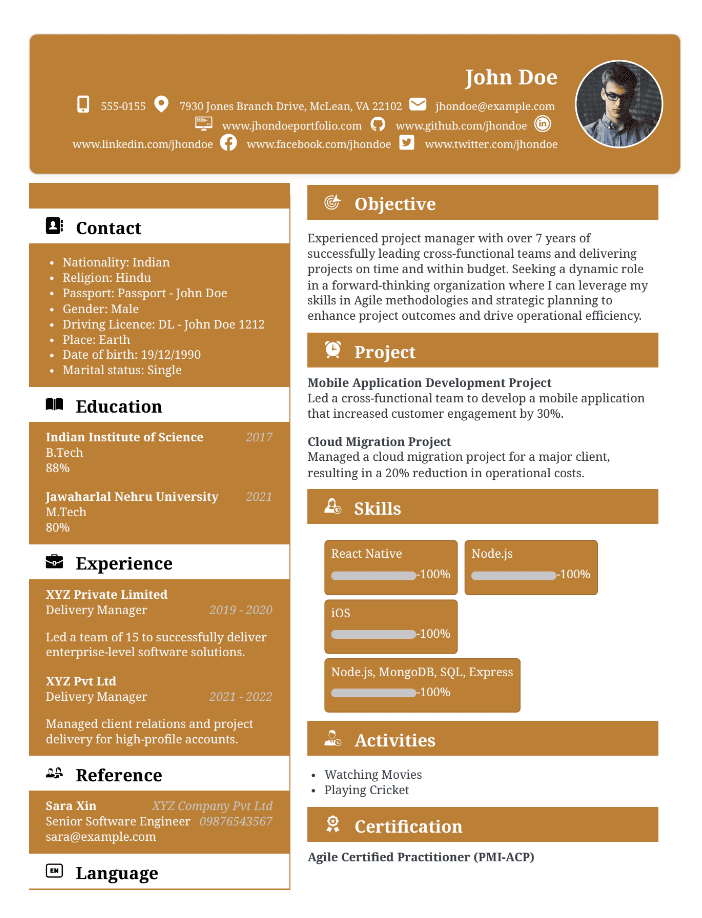 John Doe
555-0155 7930 Jones Branch Drive, McLean, VA 22102 jhondoe@example.com
www.jhondoeportfolio.com www.github.com/jhondoe
www.linkedin.com/jhondoe www.facebook.com/jhondoe www.twitter.com/jhondoe
Contact
• Nationality: Indian
• Religion: Hindu
• Passport: Passport - John Doe
• Gender: Male
• Driving Licence: DL - John Doe 1212
• Place: Earth
• Date of birth: 19/12/1990
• Marital status: Single
Education
Indian Institute of Science 2017
B.Tech
88%
Jawaharlal Nehru University 2021
M.Tech
80%
Experience
XYZ Private Limited
Delivery Manager 2019 - 2020
Led a team of 15 to successfully deliver
enterprise-level software solutions.
XYZ Pvt Ltd
Delivery Manager 2021 - 2022
Managed client relations and project
delivery for high-profile accounts.
Reference
Sara Xin XYZ Company Pvt Ltd
Senior Software Engineer 09876543567
sara@example.com
EN Language
Objective
Experienced project manager with over 7 years of
successfully leading cross-functional teams and delivering
projects on time and within budget. Seeking a dynamic role
in a forward-thinking organization where I can leverage my
skills in Agile methodologies and strategic planning to
enhance project outcomes and drive operational efficiency.
Project
Mobile Application Development Project
Led a cross-functional team to develop a mobile application
that increased customer engagement by 30%.
Cloud Migration Project
Managed a cloud migration project for a major client,
resulting in a 20% reduction in operational costs.
Skills
React Native
-100%
Node.js
-100%
iOS
-100%
Node.js, MongoDB, SQL, Express
-100%
Activities
• Watching Movies
• Playing Cricket
Certification
Agile Certified Practitioner (PMI-ACP)